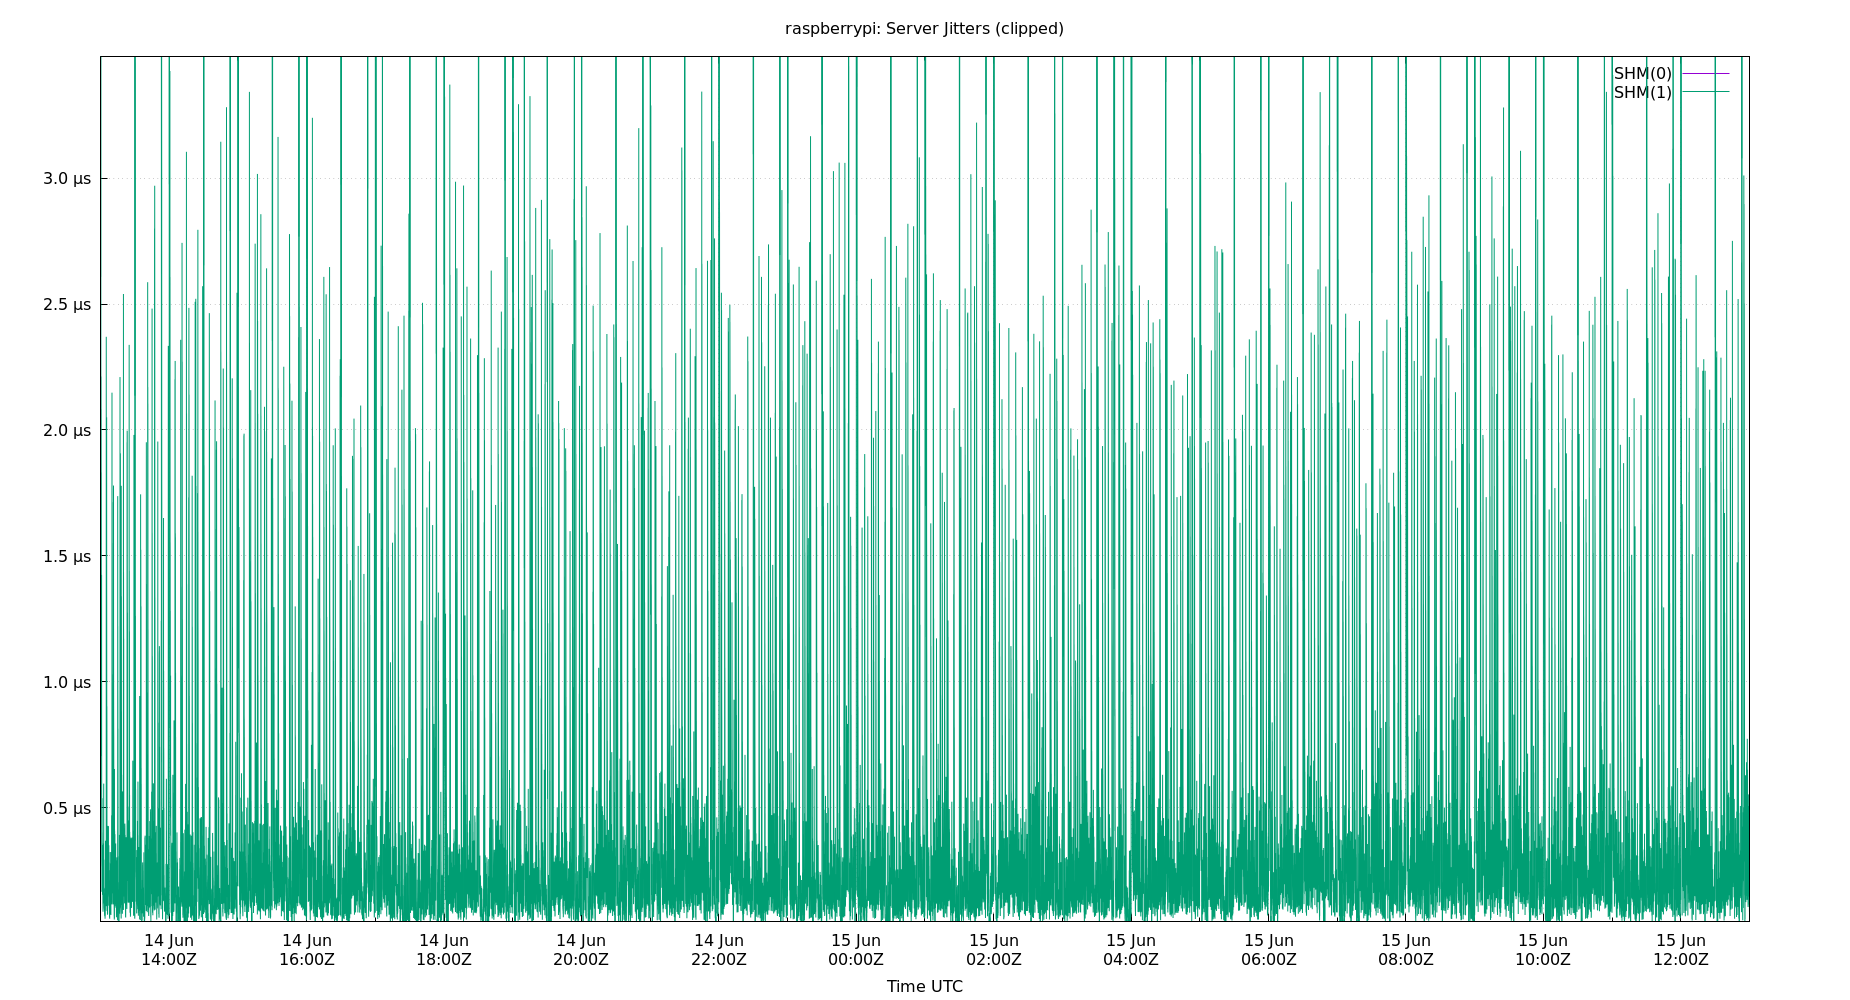 raspberrypi: Server Jitters (clipped)
SHM(0)
SHM(1)
3.0 μs
2.5 μs
2.0 μs
1.5 μs
1.0 μs
0.5 μs
14 Jun 14 Jun 14 Jun 14 Jun 14 Jun 15 Jun 15 Jun 15 Jun 15 Jun 15 Jun 15 Jun 15 Jun
14:00Z 16:00Z 18:00Z 20:00Z 22:00Z 00:00Z 02:00Z 04:00Z 06:00Z 08:00Z 10:00Z 12:00Z
Time UTC